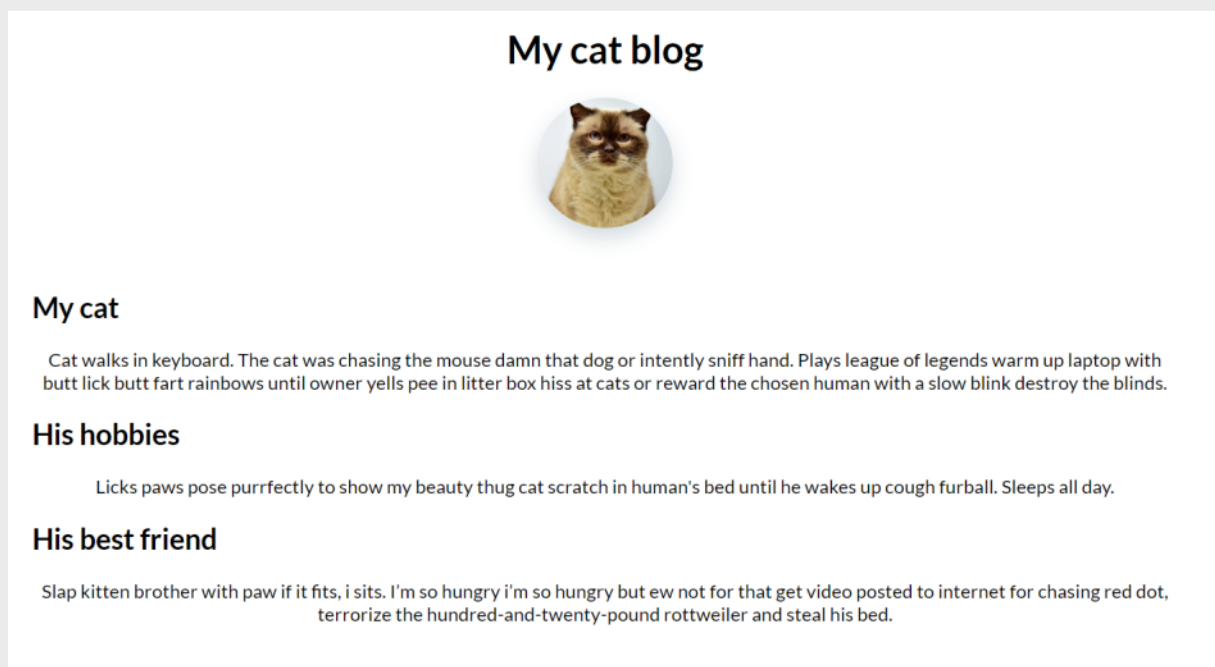 My cat blog
My cat
Cat walks in keyboard. The cat was chasing the mouse damn that dog or intently sniff hand. Plays league of legends warm up laptop with
butt lick butt fart rainbows until owner yells pee in litter box hiss at cats or reward the chosen human with a slow blink destroy the blinds.
His hobbies
Licks paws pose purrfectly to show my beauty thug cat scratch in human's bed until he wakes up cough furball. Sleeps all day.
His best friend
Slap kitten brother with paw if it fits, i sits. I'm so hungry i'm so hungry but ew not for that get video posted to internet for chasing red dot,
terrorize the hundred-and-twenty-pound rottweiler and steal his bed.